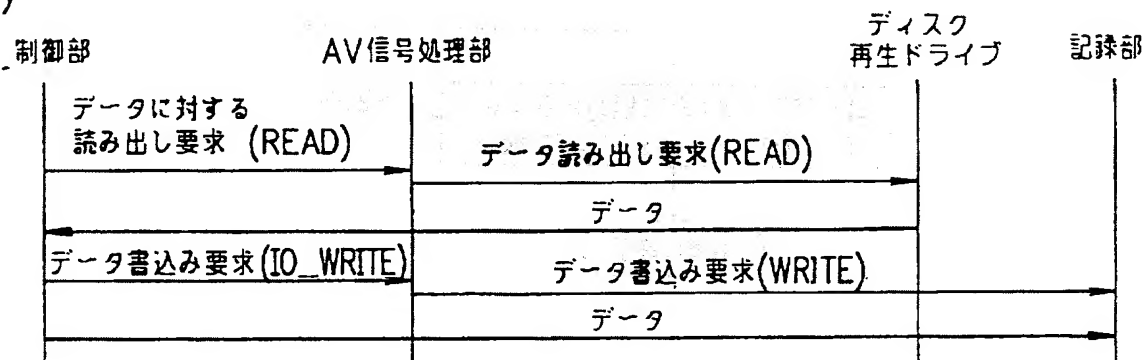 )
制御部
AV信号処理部
ディスク
再生ドライブ
記録部
データに対する
読み出し要求 (READ)
データ読み出し要求(READ)
データ
データ書込み要求(IO_WRITE)
データ書込み要求(WRITE)
データ